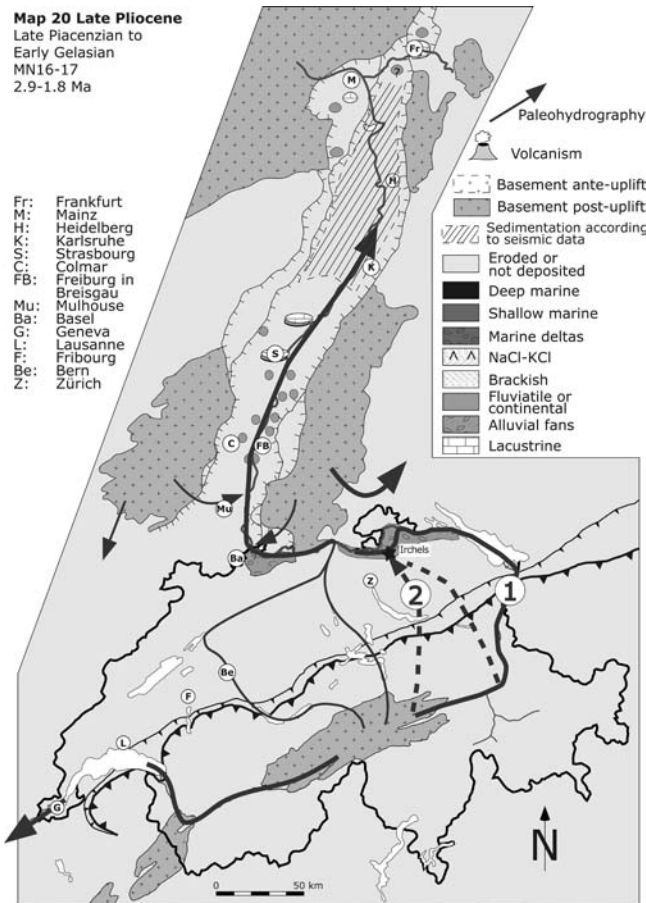 Map 20 Late Pliocene
Late Piacenzian to
Early Gelasian
MN16-17
2.9-1.8 Ma
Fr: Frankfurt
M: Mainz
H: Heidelberg
K: Karlsruhe
S: Strasbourg
C: Colmar
FB: Freiburg in
Breisgau
Mu: Mulhouse
Ba: Basel
G: Geneva
L: Lausanne
F: Fribourg
Be: Bern
Z: Zürich
Paleohydrography
Volcanism
Basement ante-uplift
Basement post-uplift
Sedimentation according
to seismic data
Eroded or
not deposited
Deep marine
Shallow marine
Marine deltas
NaCl-KCl
Brackish
Fluviatile or
continental
Alluvial fans
Lacustrine
Fr
?
M
H
K
S
C
FB
Mu
Ba
Irchels
Z
2
1
Be
F
L
G
N
0
50 km